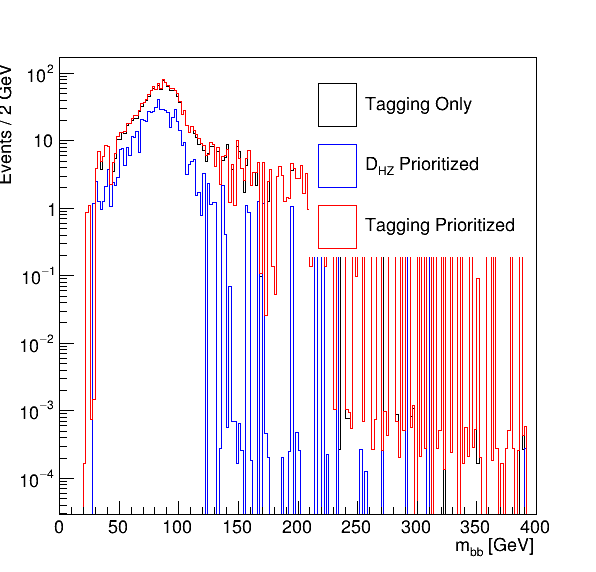 Events / 2 GeV
10²
10
1
10⁻¹
10⁻²
10⁻³
10⁻⁴
Tagging Only
D_HZ Prioritized
Tagging Prioritized
0 50 100 150 200 250 300 350 400
m_bb [GeV]